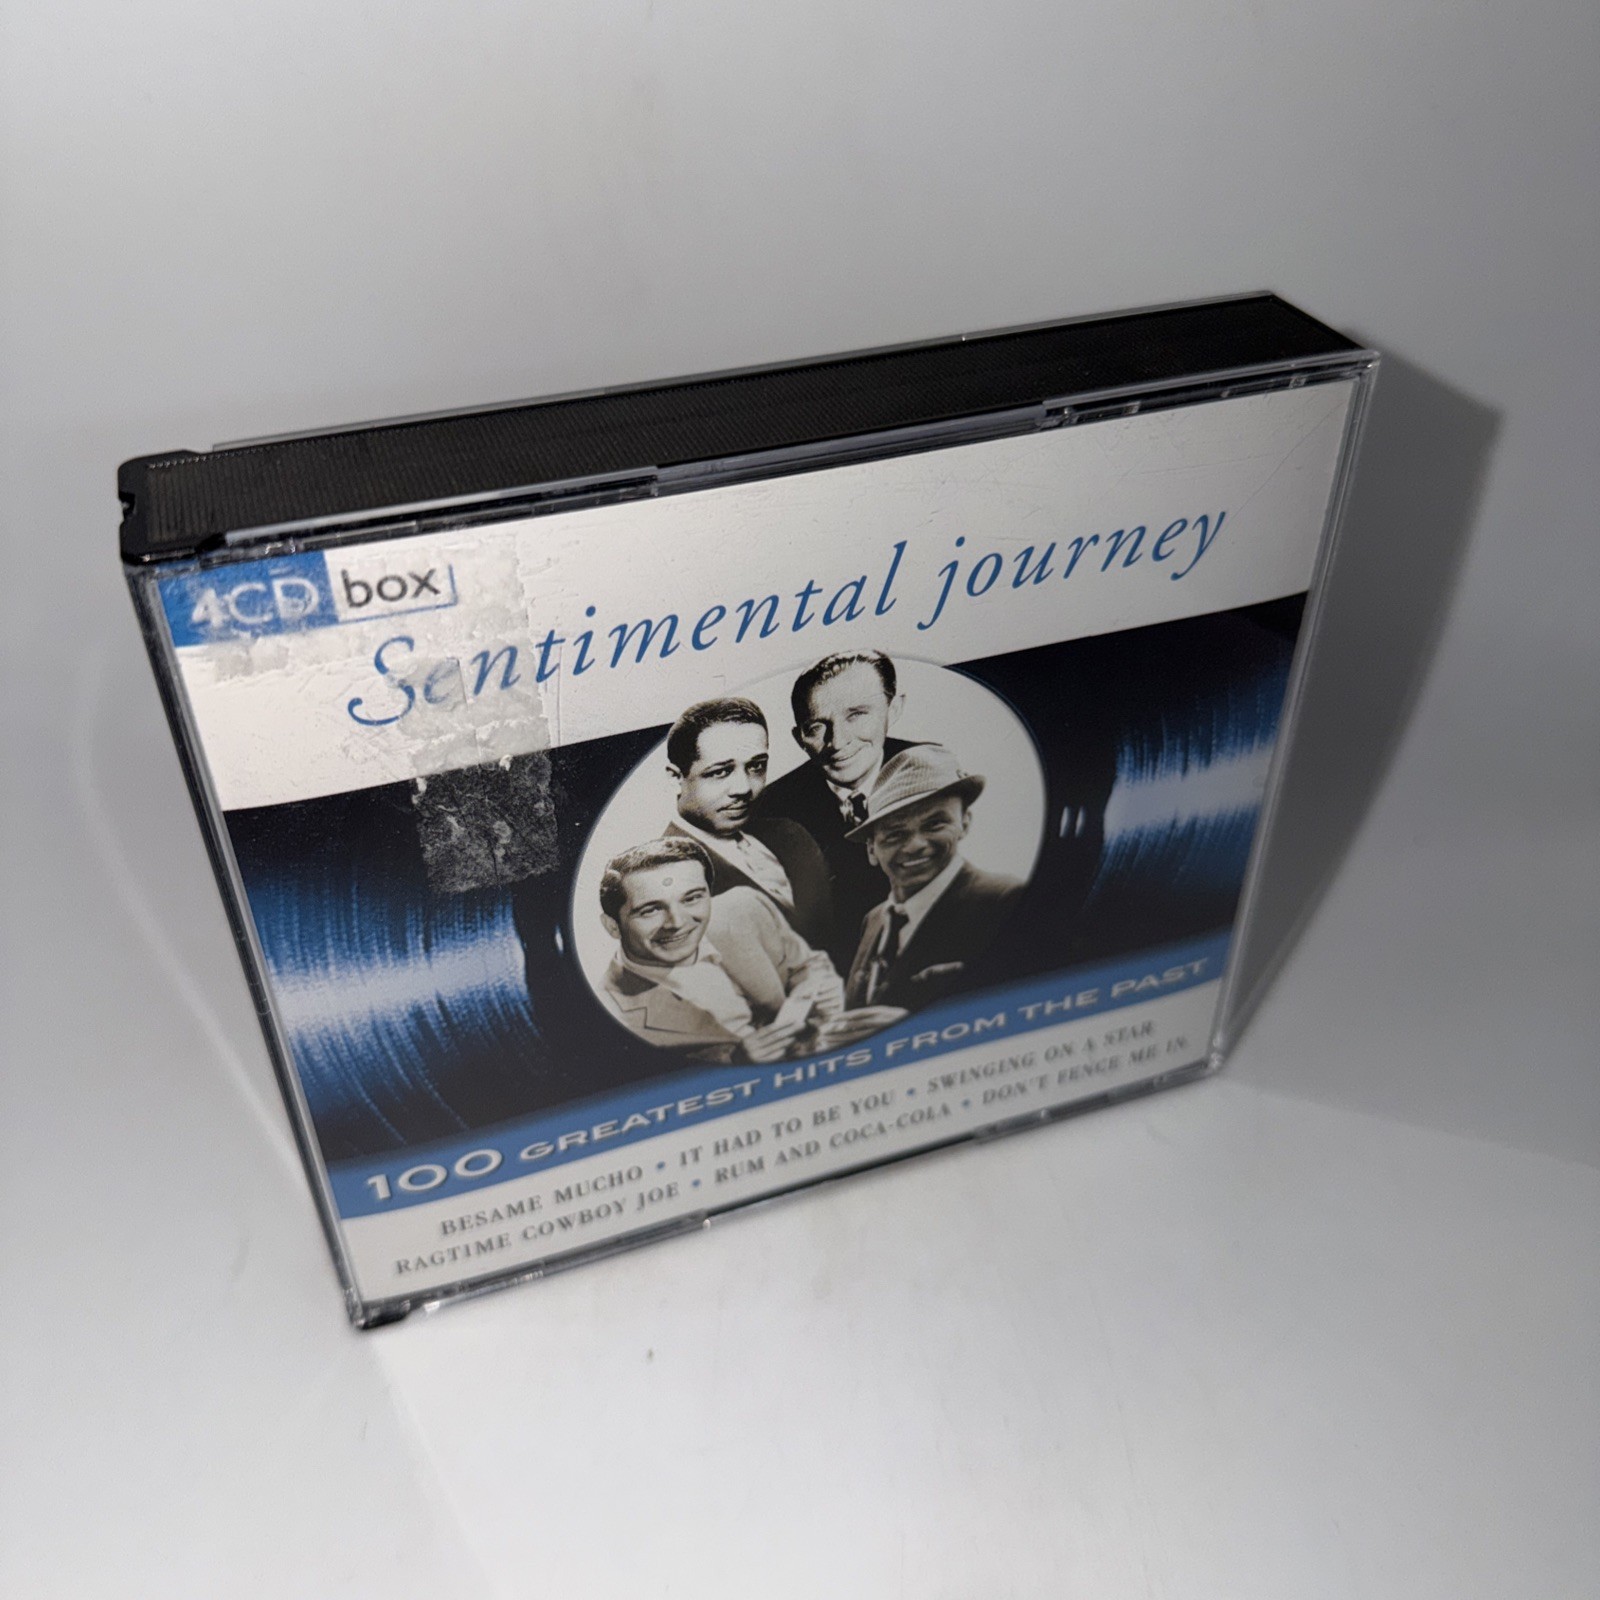 4CD box
Sentimental journey
100 GREATEST HITS FROM THE PAST
BESAME MUCHO • IT HAD TO BE YOU • SWINGING ON A STAR
RAGTIME COWBOY JOE • RUM AND COCA-COLA • DON'T FENCE ME IN